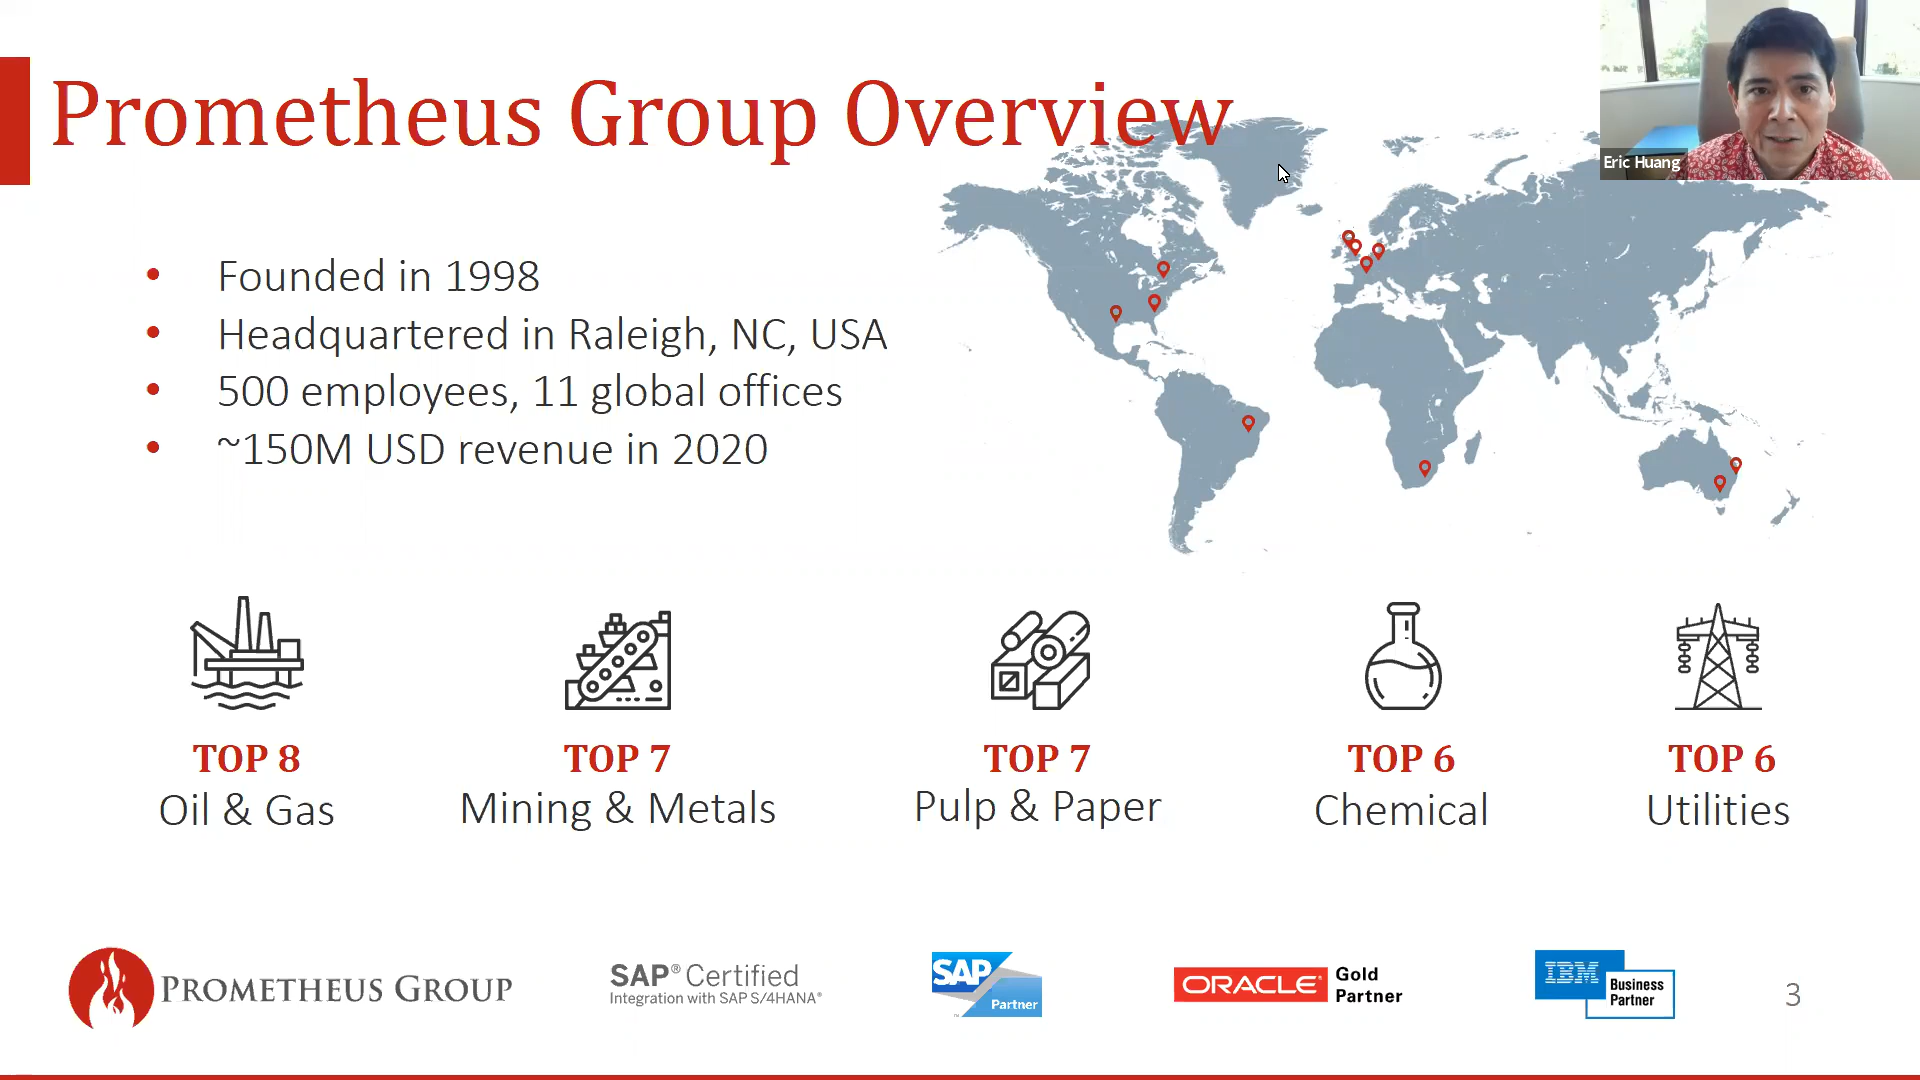 Prometheus Group Overview
Eric Huang
• Founded in 1998
• Headquartered in Raleigh, NC, USA
• 500 employees, 11 global offices
• ~150M USD revenue in 2020
TOP 8
Oil & Gas
TOP 7
Mining & Metals
TOP 7
Pulp & Paper
TOP 6
Chemical
TOP 6
Utilities
PROMETHEUS GROUP
SAP® Certified
Integration with SAP S/4HANA®
SAP
Partner
ORACLE®
Gold
Partner
IBM
Business
Partner
3